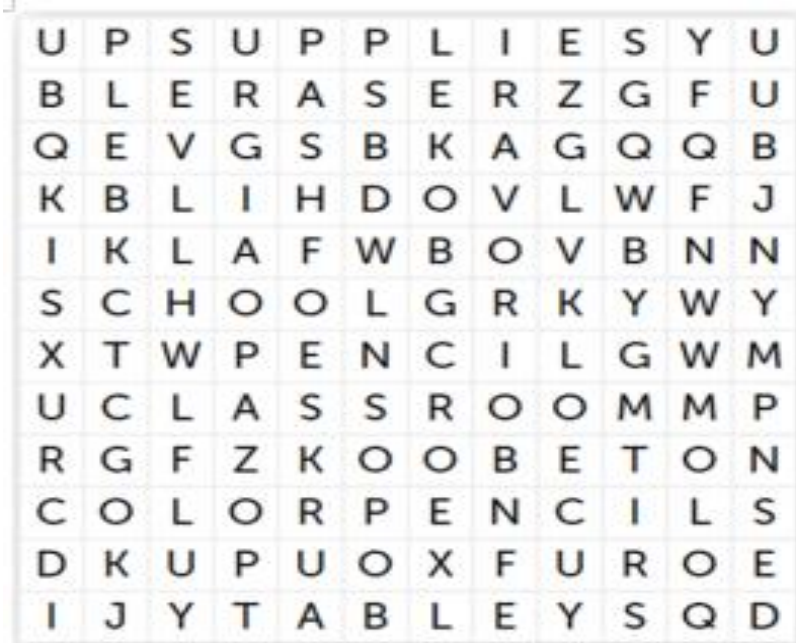 U P S U P P L I E S Y U
B L E R A S E R Z G F U
Q E V G S B K A G Q Q B
K B L I H D O V L W F J
I K L A F W B O V B N N
S C H O O L G R K Y W Y
X T W P E N C I L G W M
U C L A S S R O O M M P
R G F Z K O O B E T O N
C O L O R P E N C I L S
D K U P U O X F U R O E
I J Y T A B L E Y S Q D